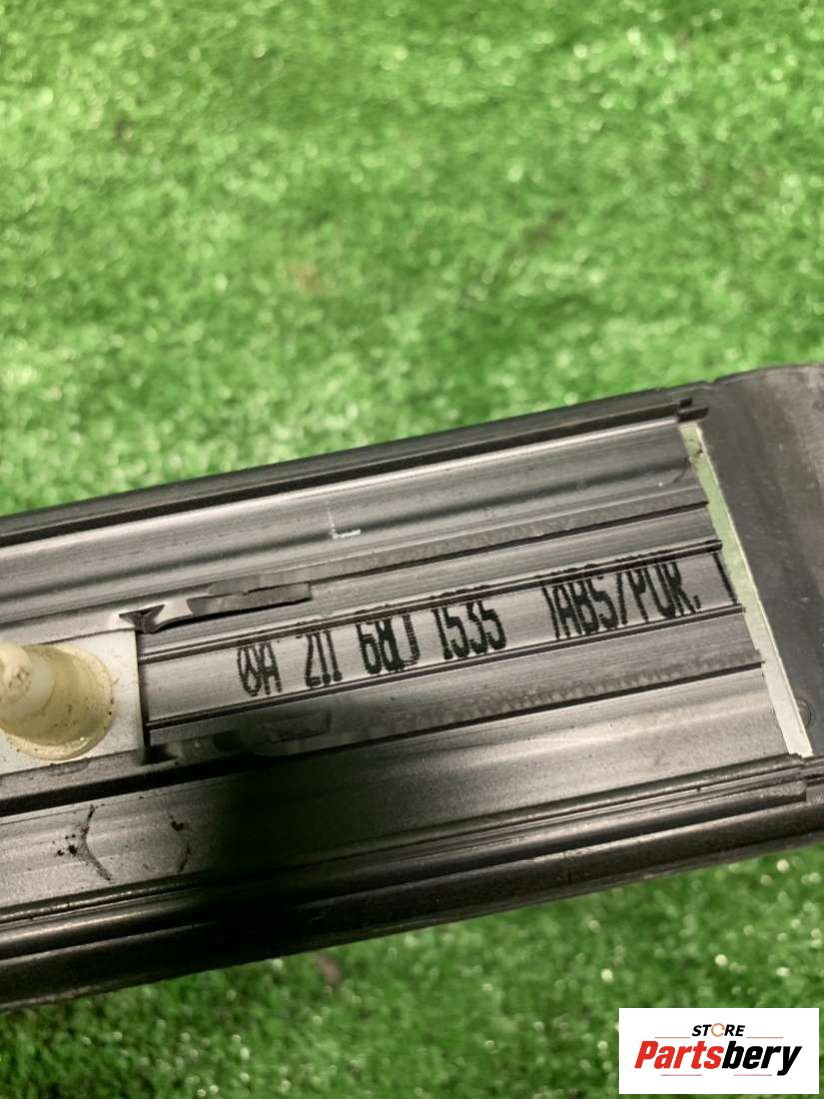 L
A 211 680 1535 ABS/PUR.
STORE
Partsbery